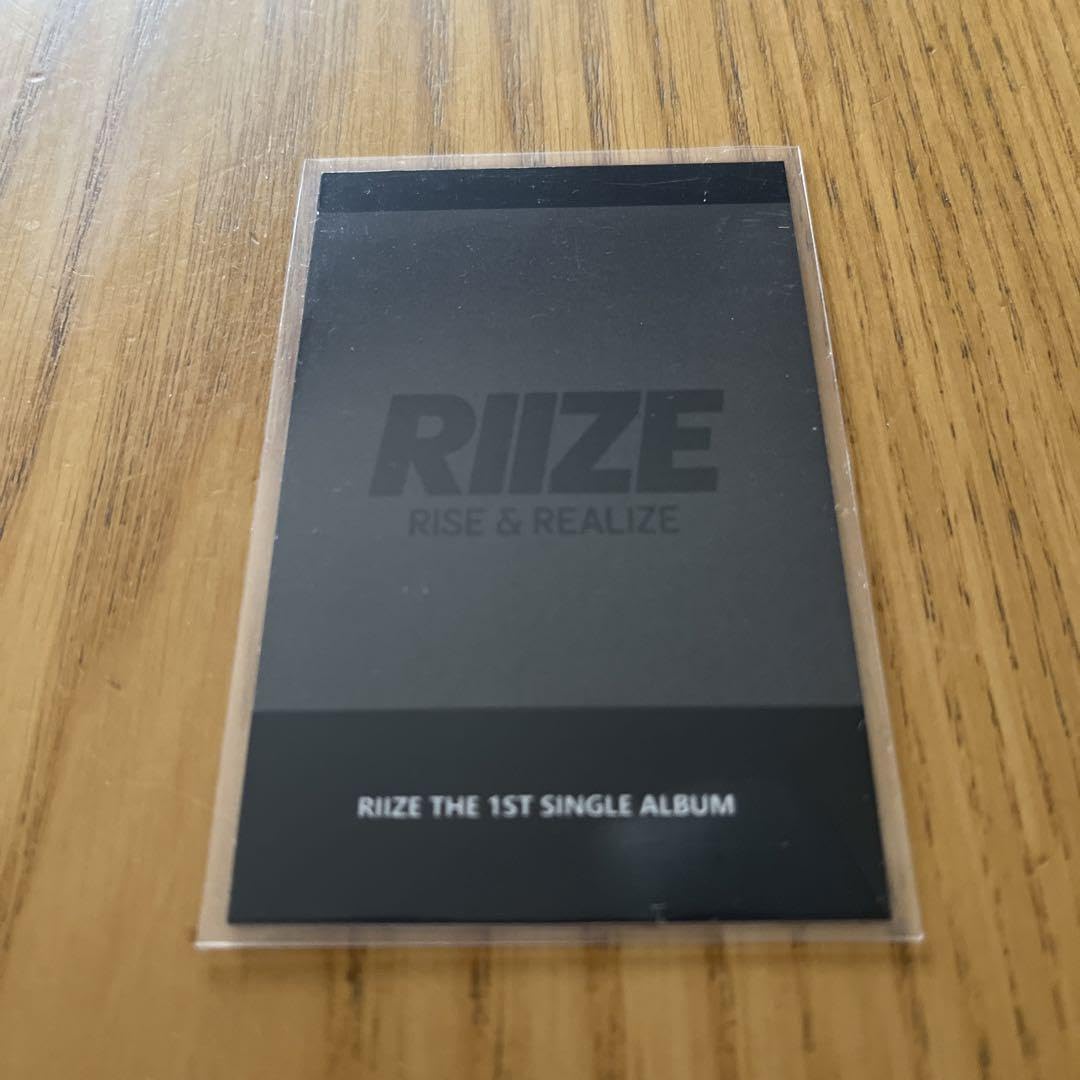 RIIZE
RISE & REALIZE
RIIZE THE 1ST SINGLE ALBUM